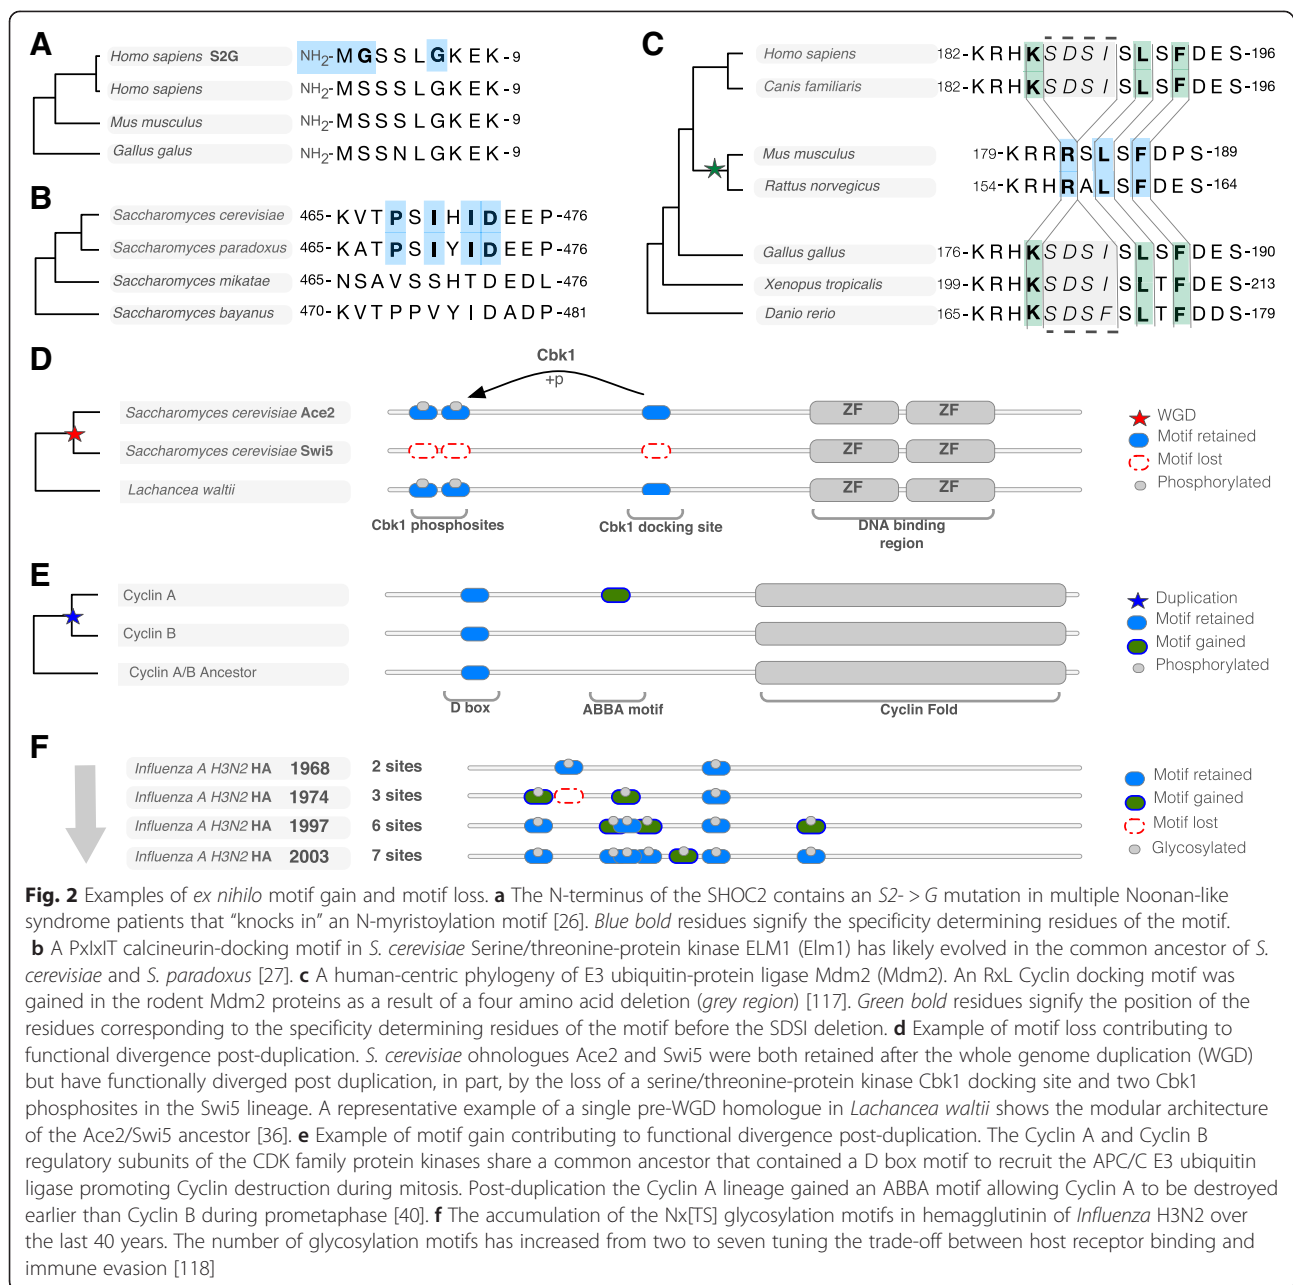 A
Homo sapiens S2G NH2-M G S S L G K E K -9
Homo sapiens NH2-M S S S L G K E K -9
Mus musculus NH2-M S S S L G K E K -9
Gallus galus NH2-M S S N L G K E K -9
B
Saccharomyces cerevisiae 465-K V T P S I H I D E E P -476
Saccharomyces paradoxus 465-K A T P S I Y I D E E P -476
Saccharomyces mikatae 465-N S A V S S H T D E D L -476
Saccharomyces bayanus 470-K V T P P V Y I D A D P -481
C
Homo sapiens 182-K R H K S D S I S L S F D E S -196
Canis familiaris 182-K R H K S D S I S L S F D E S -196
Mus musculus 179-K R R R S L S F D P S -189
Rattus norvegicus 154-K R H R A L S F D E S -164
Gallus gallus 176-K R H K S D S I S L S F D E S -190
Xenopus tropicalis 199-K R H K S D S I S L T F D E S -213
Danio rerio 165-K R H K S D S F S L T F D D S -179
D
Cbk1
+p
Saccharomyces cerevisiae Ace2 ZF ZF
Saccharomyces cerevisiae Swi5 ZF ZF
Lachancea waltii ZF ZF
Cbk1 phosphosites Cbk1 docking site DNA binding
region
WGD
Motif retained
Motif lost
Phosphorylated
E
Cyclin A
Cyclin B
Cyclin A/B Ancestor
D box ABBA motif Cyclin Fold
Duplication
Motif retained
Motif gained
Phosphorylated
F
Influenza A H3N2 HA 1968 2 sites
Influenza A H3N2 HA 1974 3 sites
Influenza A H3N2 HA 1997 6 sites
Influenza A H3N2 HA 2003 7 sites
Motif retained
Motif gained
Motif lost
Glycosylated
Fig. 2 Examples of ex nihilo motif gain and motif loss. a The N-terminus of the SHOC2 contains an S2- > G mutation in multiple Noonan-like
syndrome patients that “knocks in” an N-myristoylation motif [26]. Blue bold residues signify the specificity determining residues of the motif.
b A PxIxIT calcineurin-docking motif in S. cerevisiae Serine/threonine-protein kinase ELM1 (Elm1) has likely evolved in the common ancestor of S.
cerevisiae and S. paradoxus [27]. c A human-centric phylogeny of E3 ubiquitin-protein ligase Mdm2 (Mdm2). An RxL Cyclin docking motif was
gained in the rodent Mdm2 proteins as a result of a four amino acid deletion (grey region) [117]. Green bold residues signify the position of the
residues corresponding to the specificity determining residues of the motif before the SDSI deletion. d Example of motif loss contributing to
functional divergence post-duplication. S. cerevisiae ohnologues Ace2 and Swi5 were both retained after the whole genome duplication (WGD)
but have functionally diverged post duplication, in part, by the loss of a serine/threonine-protein kinase Cbk1 docking site and two Cbk1
phosphosites in the Swi5 lineage. A representative example of a single pre-WGD homologue in Lachancea waltii shows the modular architecture
of the Ace2/Swi5 ancestor [36]. e Example of motif gain contributing to functional divergence post-duplication. The Cyclin A and Cyclin B
regulatory subunits of the CDK family protein kinases share a common ancestor that contained a D box motif to recruit the APC/C E3 ubiquitin
ligase promoting Cyclin destruction during mitosis. Post-duplication the Cyclin A lineage gained an ABBA motif allowing Cyclin A to be destroyed
earlier than Cyclin B during prometaphase [40]. f The accumulation of the Nx[TS] glycosylation motifs in hemagglutinin of Influenza H3N2 over
the last 40 years. The number of glycosylation motifs has increased from two to seven tuning the trade-off between host receptor binding and
immune evasion [118]